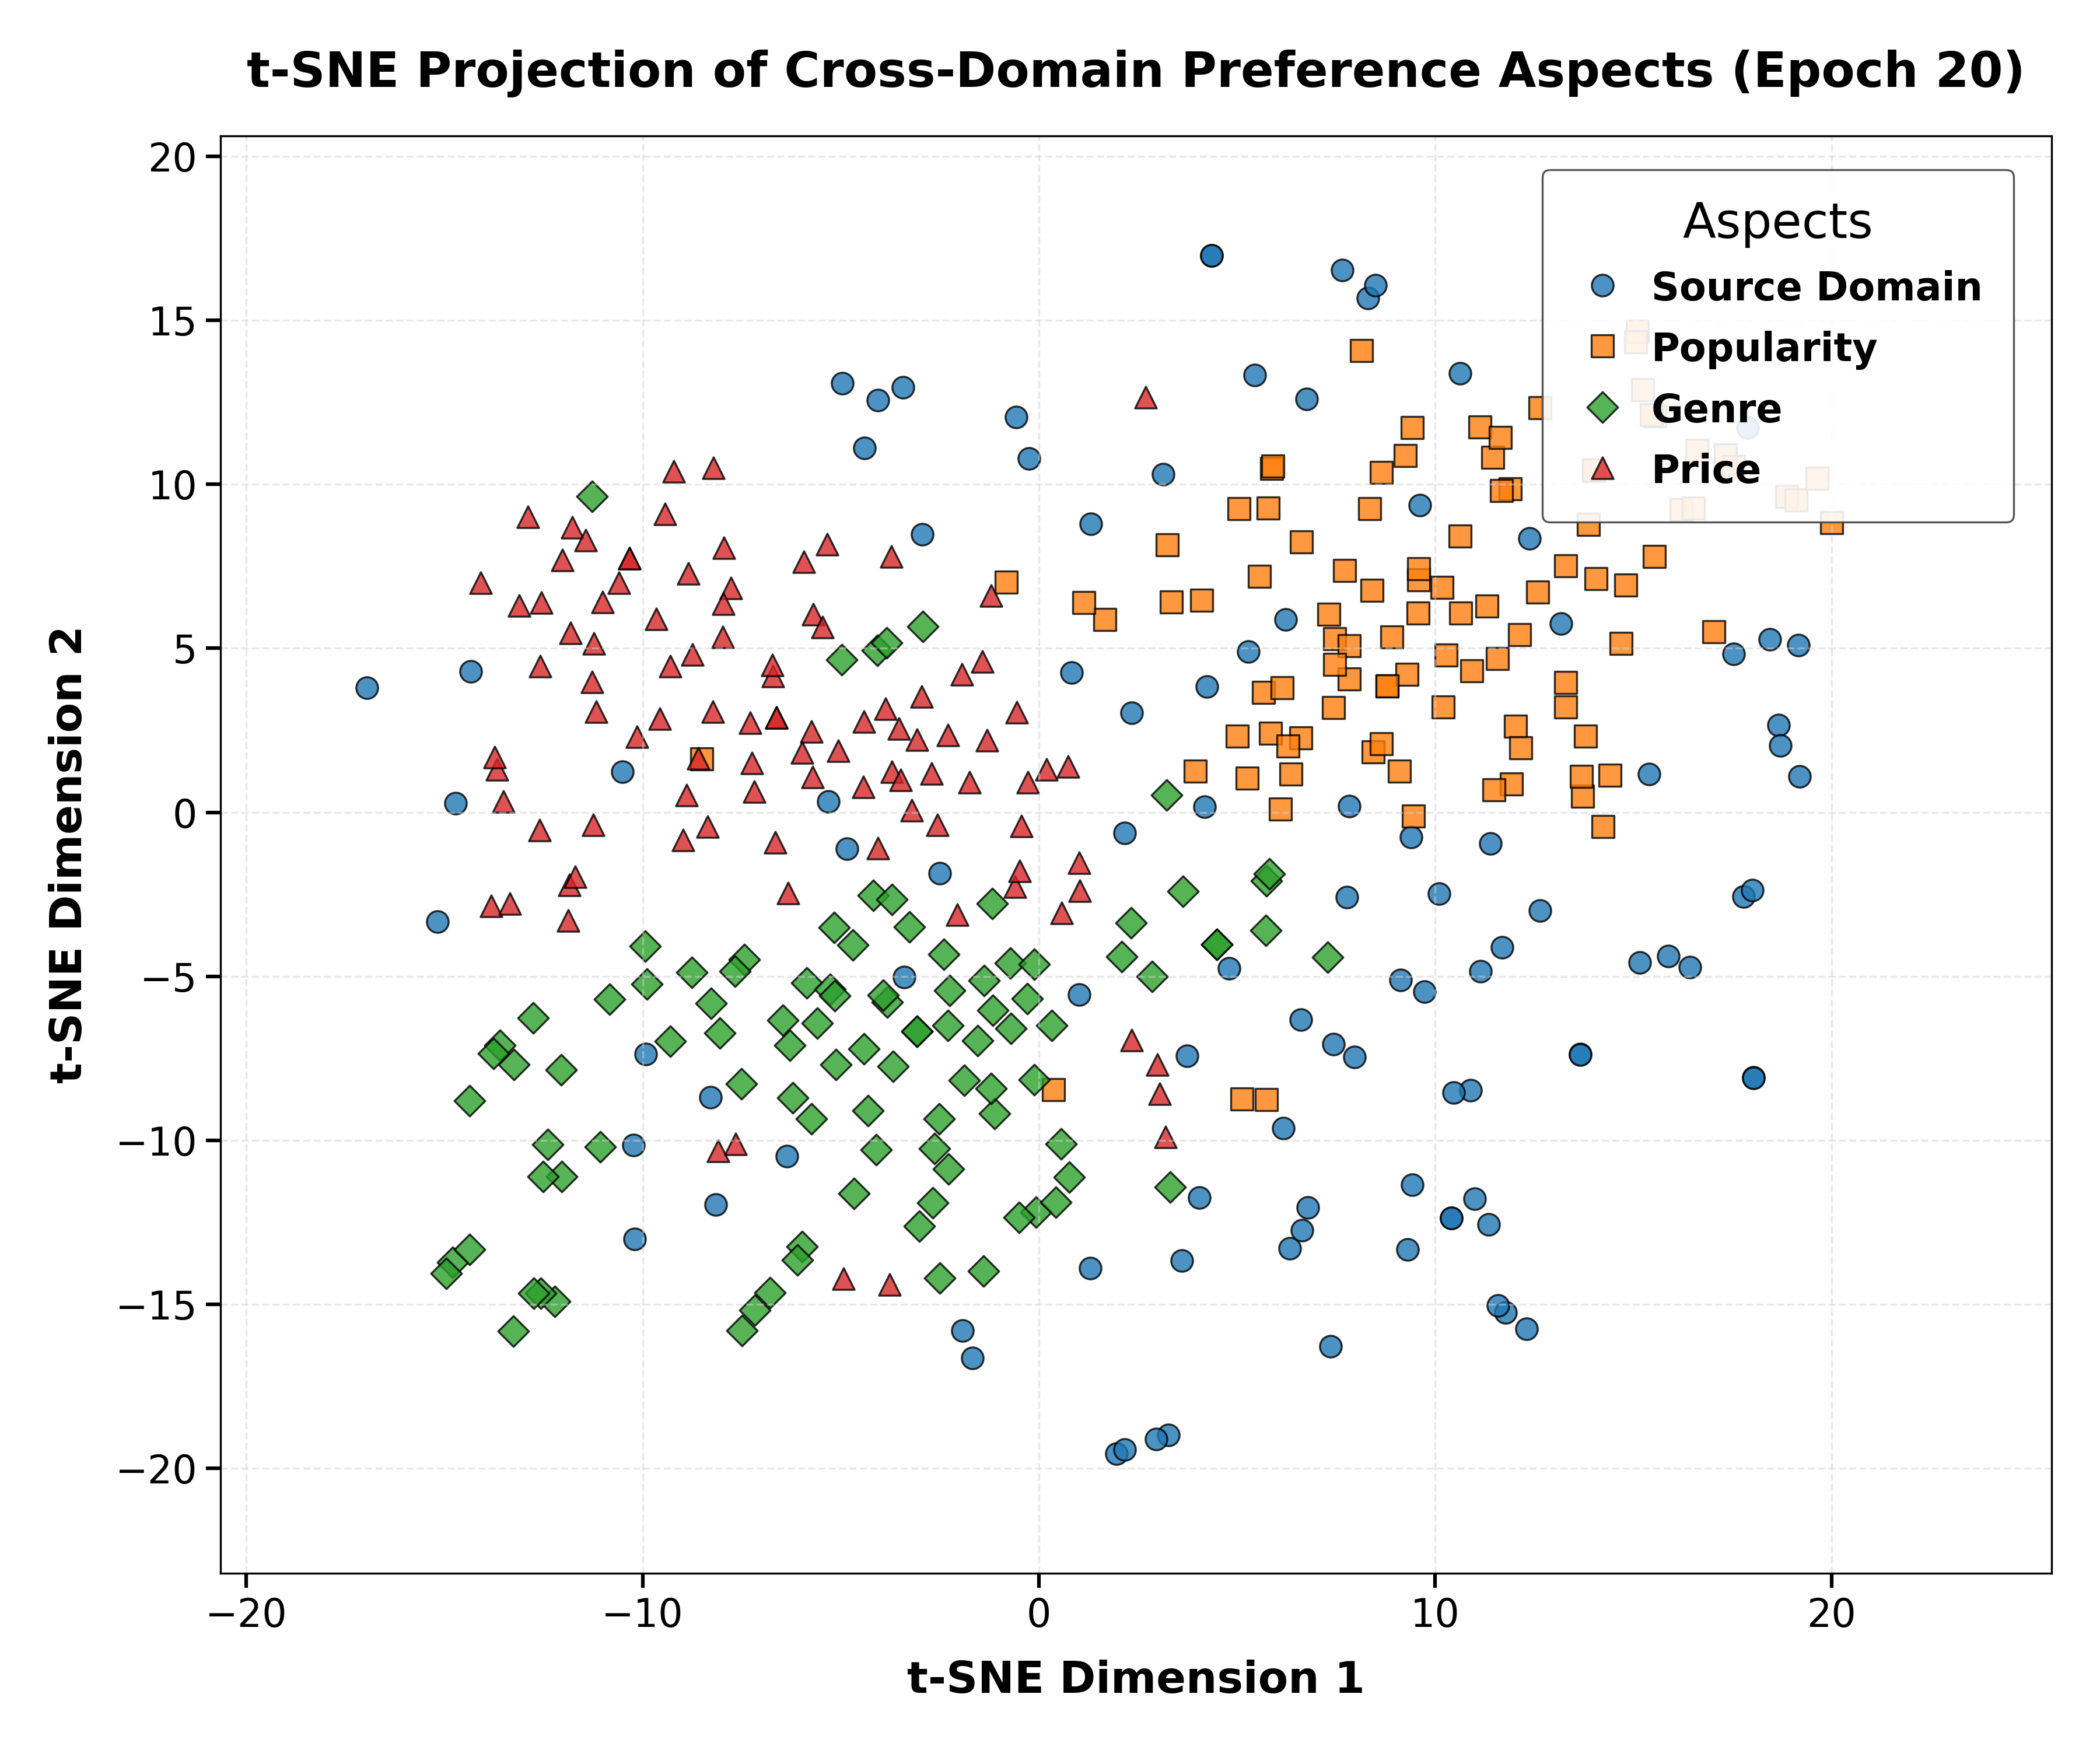 t-SNE Projection of Cross-Domain Preference Aspects (Epoch 20)
20
15
10
5
0
−5
−10
−15
−20
t-SNE Dimension 2
Aspects
Source Domain
Popularity
Genre
Price
−20
−10
0
10
20
t-SNE Dimension 1